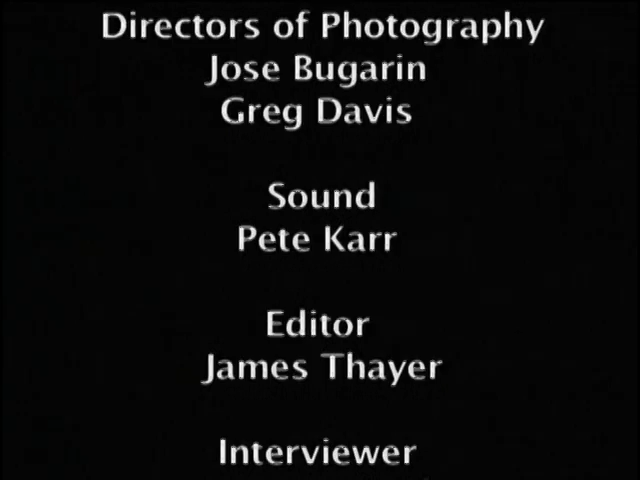 Directors of Photography
Jose Bugarin
Greg Davis
Sound
Pete Karr
Editor
James Thayer
Interviewer